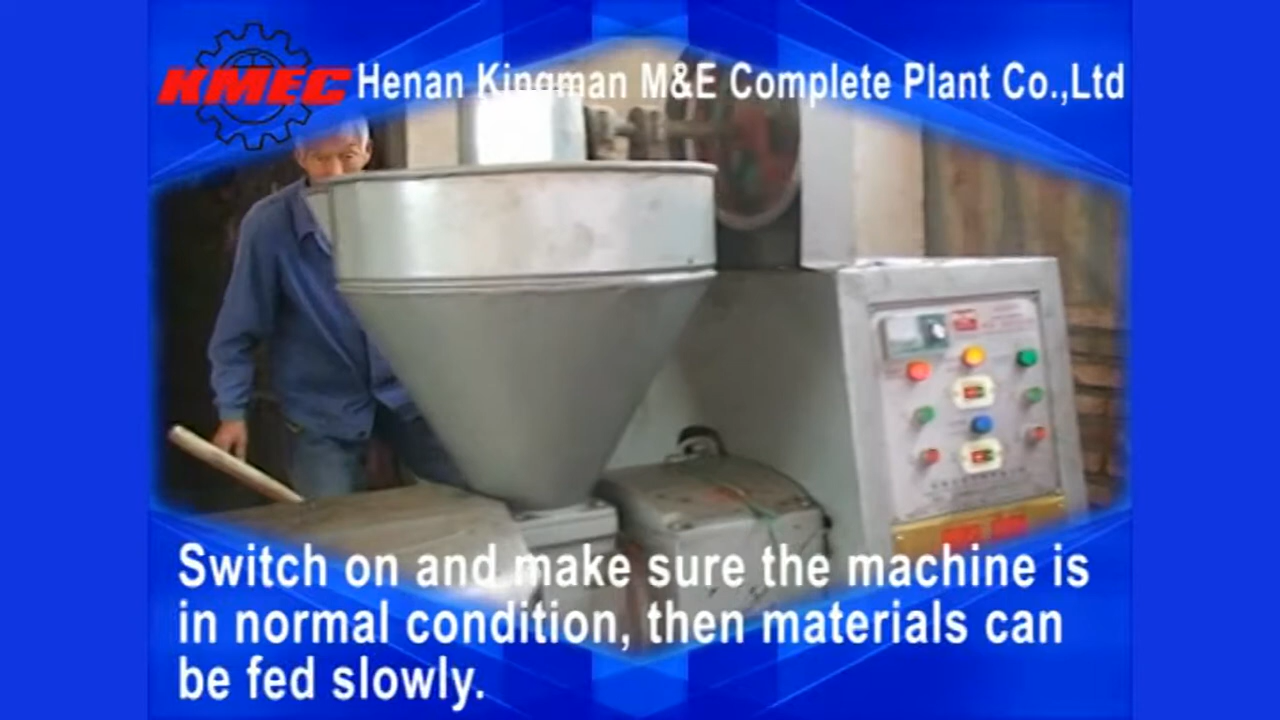 KMEC Henan Kingman M&E Complete Plant Co.,Ltd
Switch on and make sure the machine is
in normal condition, then materials can
be fed slowly.